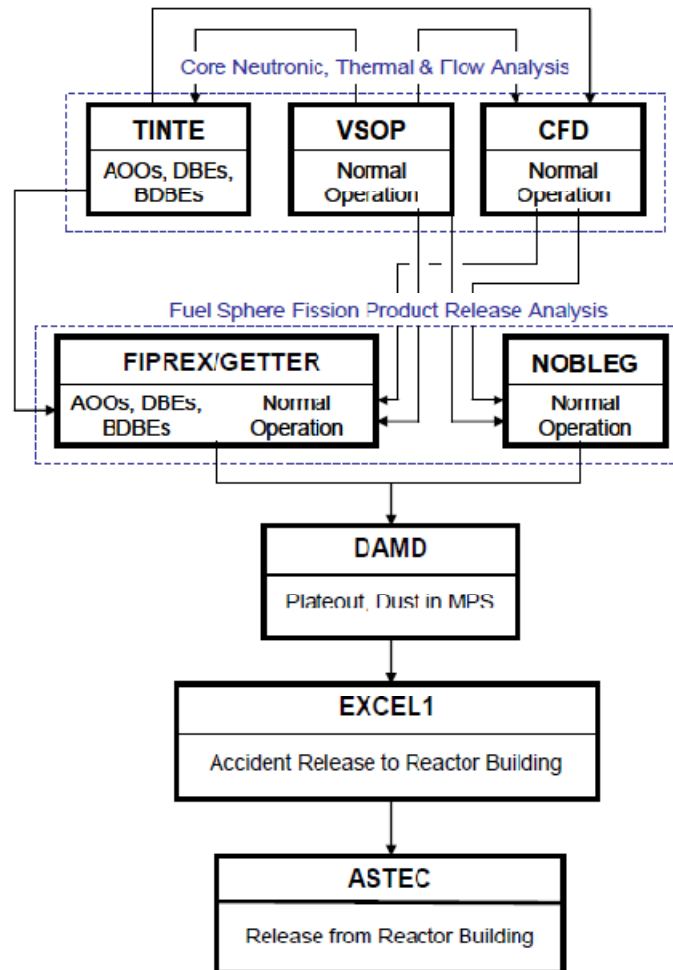 Core Neutronic, Thermal & Flow Analysis
TINTE
AOOs, DBEs,
BDBEs
VSOP
Normal
Operation
CFD
Normal
Operation
Fuel Sphere Fission Product Release Analysis
FIPREX/GETTER
AOOs, DBEs,
BDBEs
Normal
Operation
NOBLEG
Normal
Operation
DAMD
Plateout, Dust in MPS
EXCEL1
Accident Release to Reactor Building
ASTEC
Release from Reactor Building